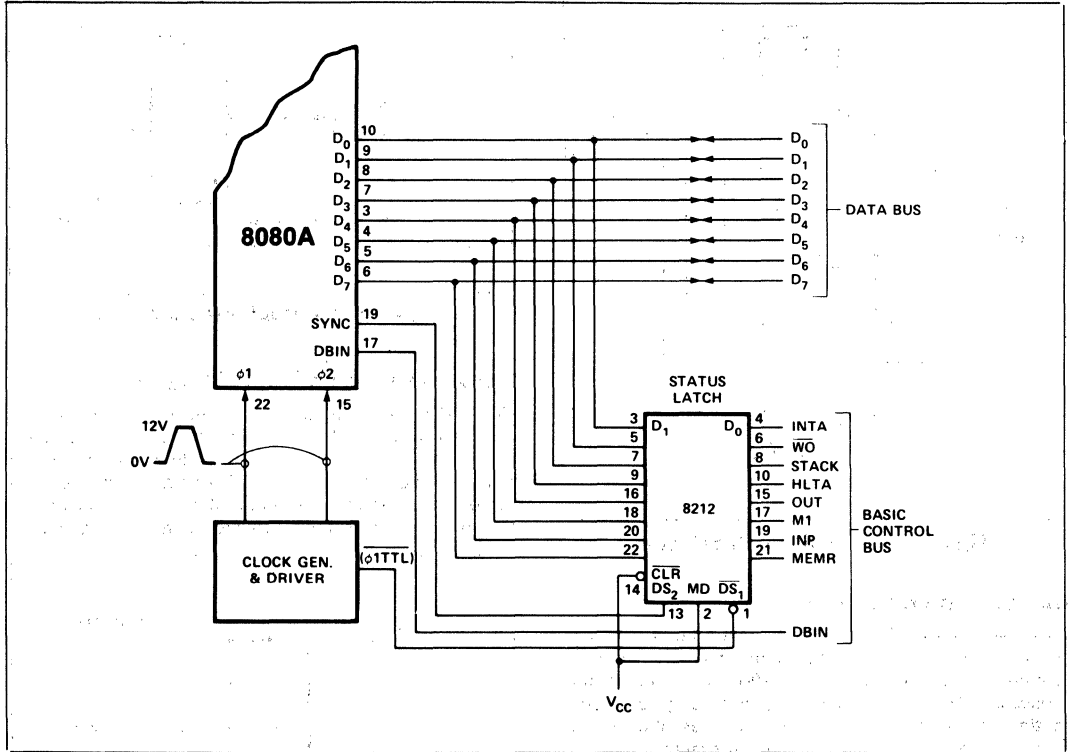 8080A
D0 10
D1 9
D2 8
D3 7
D4 3
D5 4
D6 5
D7 6
SYNC 19
DBIN 17
φ1 φ2
22 15
D0
D1
D2
D3
D4
D5
D6
D7
DATA BUS
12V
0V
CLOCK GEN.
& DRIVER
(φ1TTL)
STATUS
LATCH
8212
3 D1 D0 4 INTA
5 6 WO
7 8 STACK
9 10 HLTA
16 15 OUT
18 17 M1
20 19 INP
22 21 MEMR
14 CLR
DS2 MD DS1
13 2 1
DBIN
BASIC
CONTROL
BUS
VCC